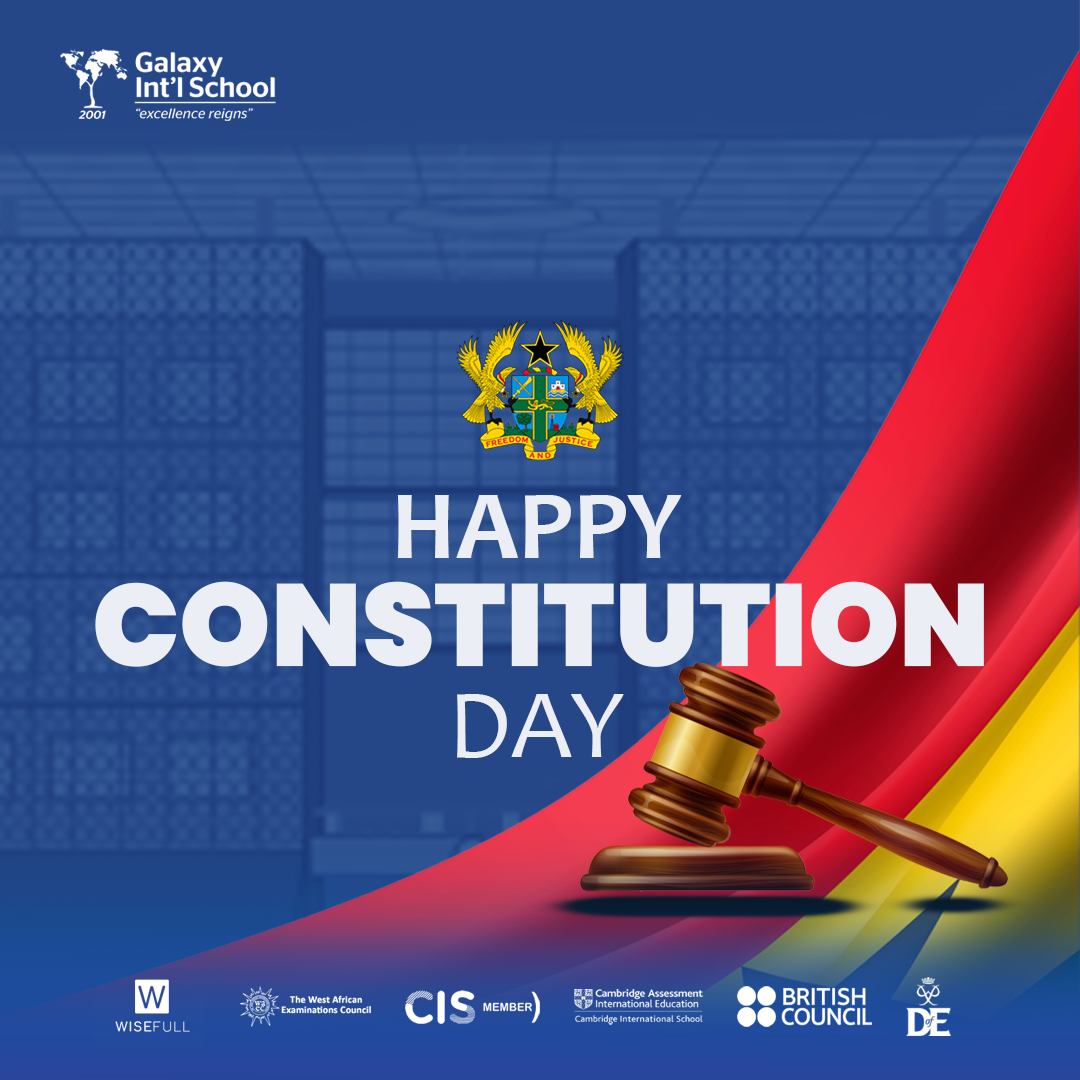 Galaxy
Int'l School
2001
"excellence reigns"
FREEDOM AND JUSTICE
HAPPY
CONSTITUTION
DAY
W
WISEFULL
The West African
Examinations Council
CIS MEMBER)
Cambridge Assessment
International Education
Cambridge International School
BRITISH
COUNCIL
DofE